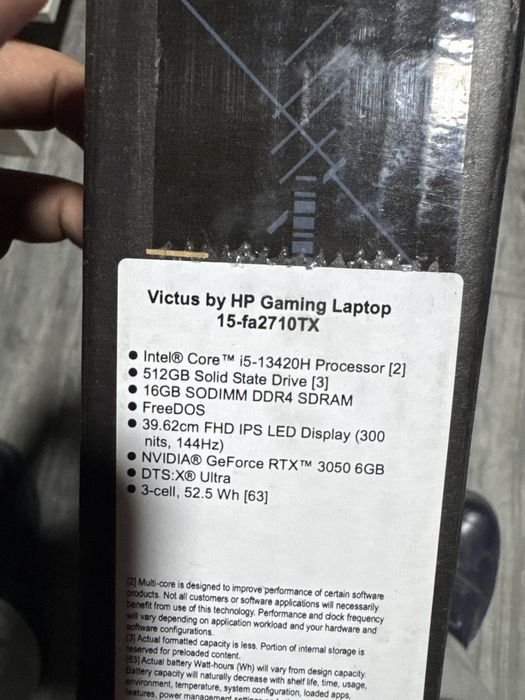 Victus by HP Gaming Laptop
15-fa2710TX
● Intel® Core™ i5-13420H Processor [2]
● 512GB Solid State Drive [3]
● 16GB SODIMM DDR4 SDRAM
● FreeDOS
● 39.62cm FHD IPS LED Display (300
nits, 144Hz)
● NVIDIA® GeForce RTX™ 3050 6GB
● DTS:X® Ultra
● 3-cell, 52.5 Wh [63]
[2] Multi-core is designed to improve performance of certain software
products. Not all customers or software applications will necessarily
benefit from use of this technology. Performance and dock frequency
will vary depending on application workload and your hardware and
software configurations.
[3] Actual formatted capacity is less. Portion of internal storage is
reserved for preloaded content.
[63] Actual battery Watt-hours (Wh) will vary from design capacity.
Battery capacity will naturally decrease with shelf life, time, usage,
environment, temperature, system configuration, loaded apps,
features, power management